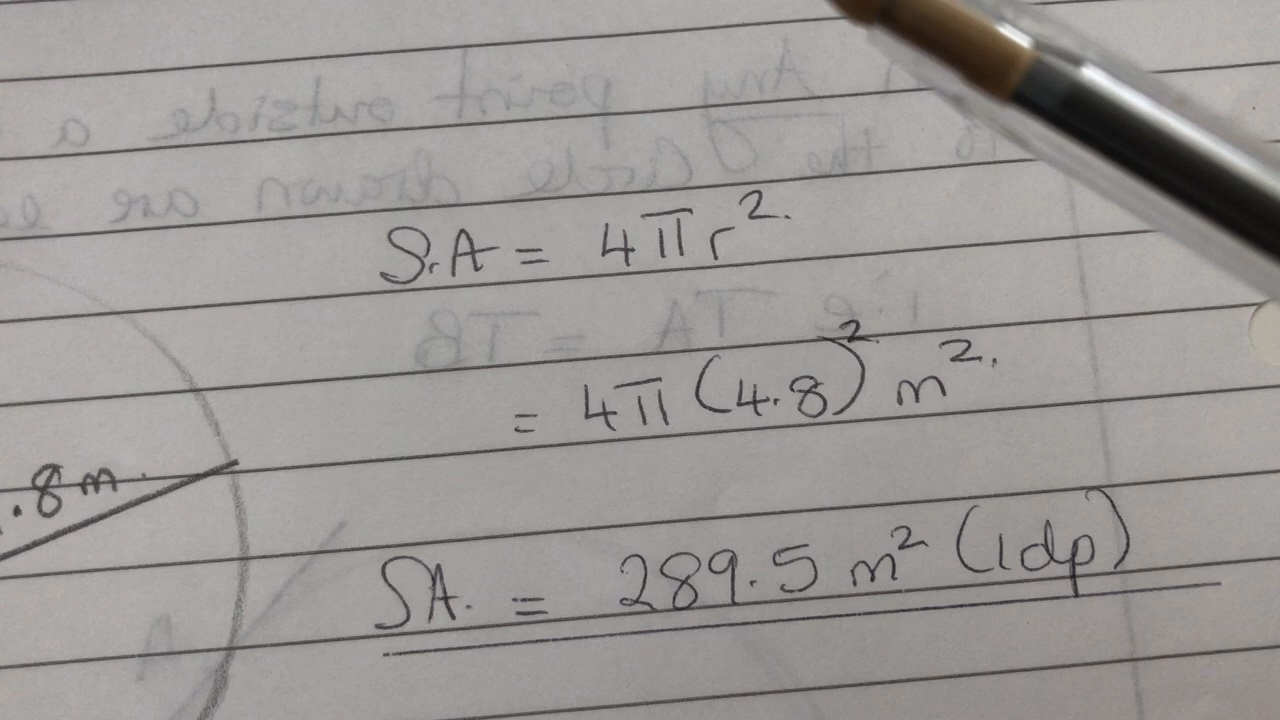 S.A = 4πr².
= 4π(4.8)² m².
.8m.
SA. = 289.5 m² (1dp)